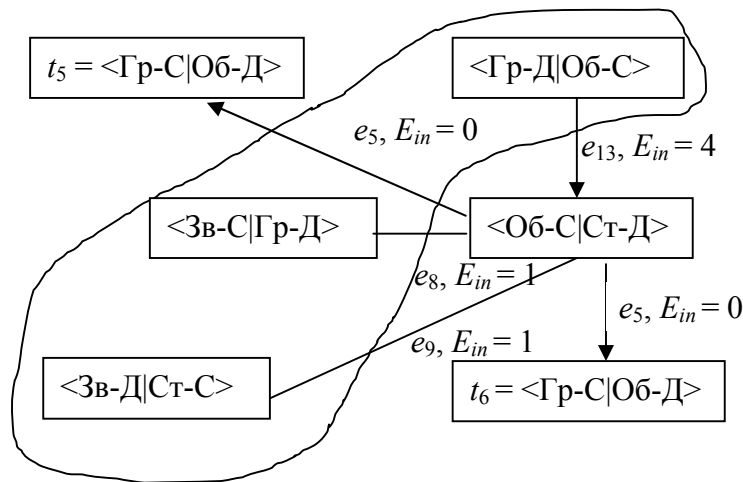 t₅ = <Гр-С|Об-Д>
<Гр-Д|Об-С>
e₅, Eᵢₙ = 0
e₁₃, Eᵢₙ = 4
<Зв-С|Гр-Д>
<Об-С|Ст-Д>
e₈, Eᵢₙ = 1
e₅, Eᵢₙ = 0
e₉, Eᵢₙ = 1
<Зв-Д|Ст-С>
t₆ = <Гр-С|Об-Д>